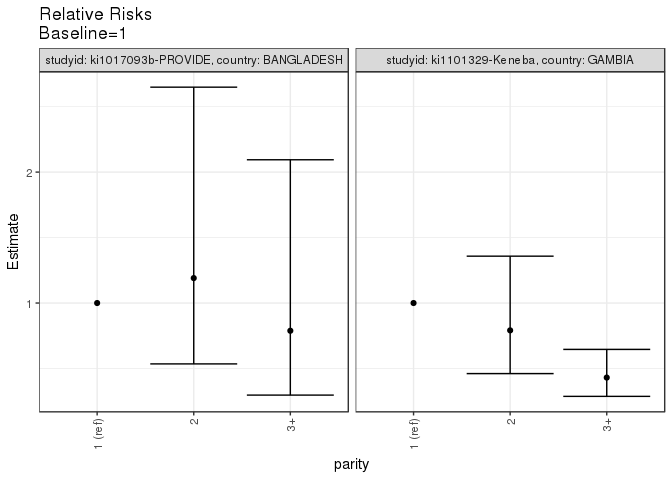 Relative Risks
Baseline=1
studyid: ki1017093b-PROVIDE, country: BANGLADESH
studyid: ki1101329-Keneba, country: GAMBIA
Estimate
2
1
1 (ref)
2
3+
1 (ref)
2
3+
parity